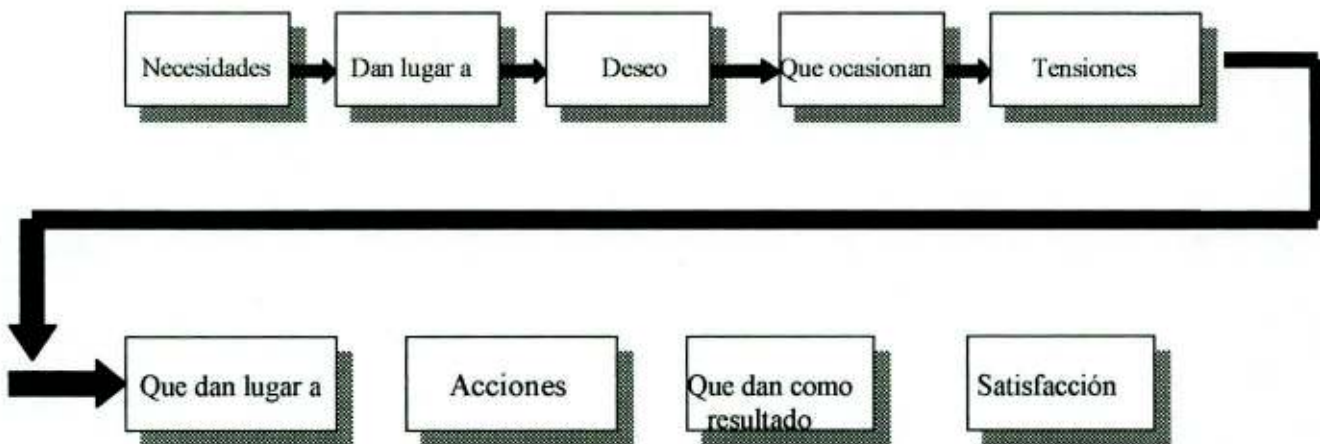 Necesidades
Dan lugar a
Deseo
Que ocasionan
Tensiones
Que dan lugar a
Acciones
Que dan como
resultado
Satisfacción